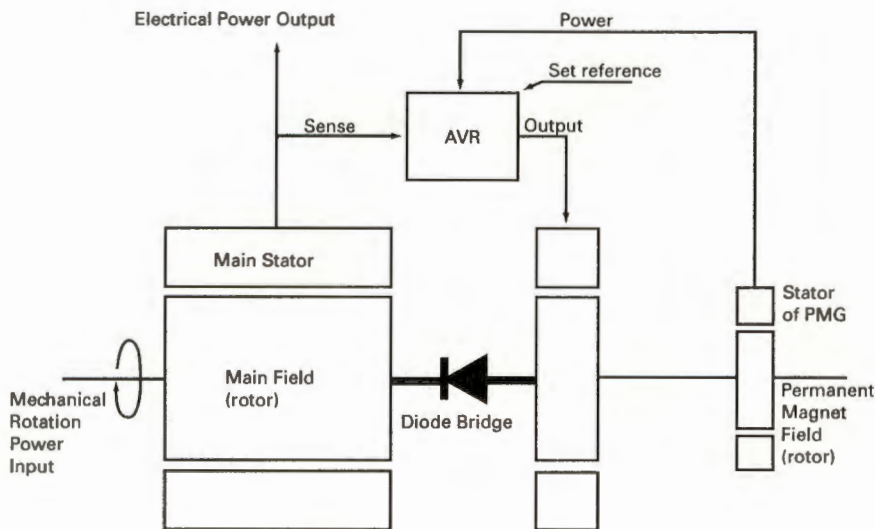 Electrical Power Output
Power
Set reference
Sense
AVR
Output
Main Stator
Stator
of PMG
Main Field
(rotor)
Diode Bridge
Mechanical
Rotation
Power
Input
Permanent
Magnet
Field
(rotor)